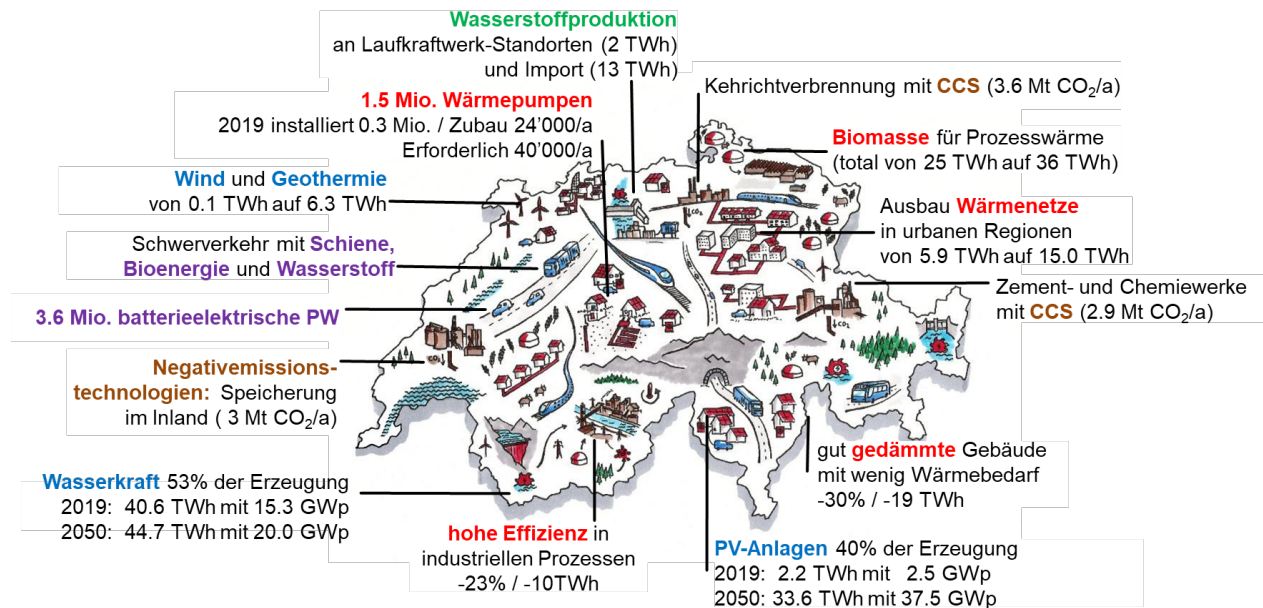 Wasserstoffproduktion
an Laufkraftwerk-Standorten (2 TWh)
und Import (13 TWh)
Kehrichtverbrennung mit CCS (3.6 Mt CO₂/a)
1.5 Mio. Wärmepumpen
2019 installiert 0.3 Mio. / Zubau 24’000/a
Erforderlich 40’000/a
Biomasse für Prozesswärme
(total von 25 TWh auf 36 TWh)
Wind und Geothermie
von 0.1 TWh auf 6.3 TWh
Ausbau Wärmenetze
in urbanen Regionen
von 5.9 TWh auf 15.0 TWh
Schwerverkehr mit Schiene,
Bioenergie und Wasserstoff
Zement- und Chemiewerke
mit CCS (2.9 Mt CO₂/a)
3.6 Mio. batterieelektrische PW
Negativemissions-
technologien: Speicherung
im Inland ( 3 Mt CO₂/a)
CO₂
CO₂
CO₂
gut gedämmte Gebäude
mit wenig Wärmebedarf
-30% / -19 TWh
Wasserkraft 53% der Erzeugung
2019: 40.6 TWh mit 15.3 GWp
2050: 44.7 TWh mit 20.0 GWp
hohe Effizienz in
industriellen Prozessen
-23% / -10TWh
PV-Anlagen 40% der Erzeugung
2019: 2.2 TWh mit 2.5 GWp
2050: 33.6 TWh mit 37.5 GWp